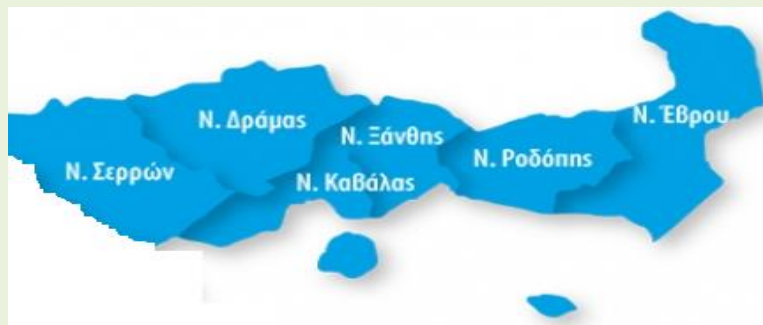 Ν. Έβρου
Ν. Δράμας
Ν. Ξάνθης
Ν. Ροδόπης
Ν. Σερρών
Ν. Καβάλας